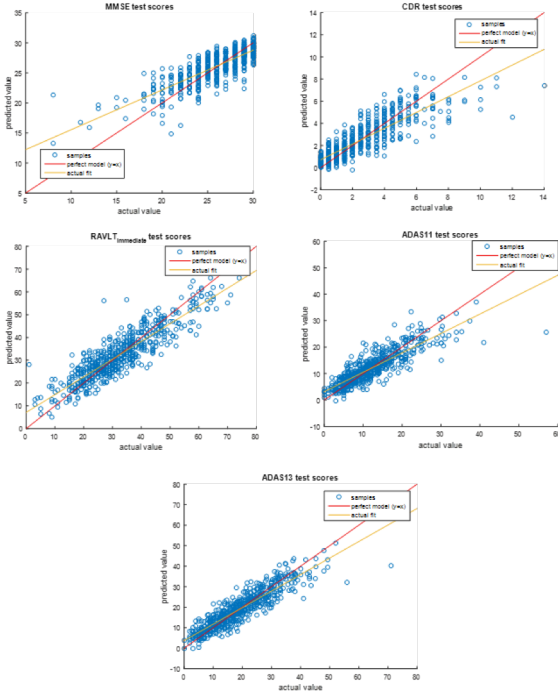 MMSE test scores
35
30
25
20
15
10
5
predicted value
samples
perfect model (y=x)
actual fit
5 10 15 20 25 30
actual value
CDR test scores
14
12
10
8
6
4
2
0
-2
predicted value
samples
perfect model (y=x)
actual fit
0 2 4 6 8 10 12 14
actual value
RAVLT immediate test scores
80
70
60
50
40
30
20
10
0
predicted value
samples
perfect model (y=x)
actual fit
0 10 20 30 40 50 60 70 80
actual value
ADAS11 test scores
60
50
40
30
20
10
0
-10
predicted value
samples
perfect model (y=x)
actual fit
0 10 20 30 40 50 60
actual value
ADAS13 test scores
80
70
60
50
40
30
20
10
0
-10
predicted value
samples
perfect model (y=x)
actual fit
0 10 20 30 40 50 60 70 80
actual value